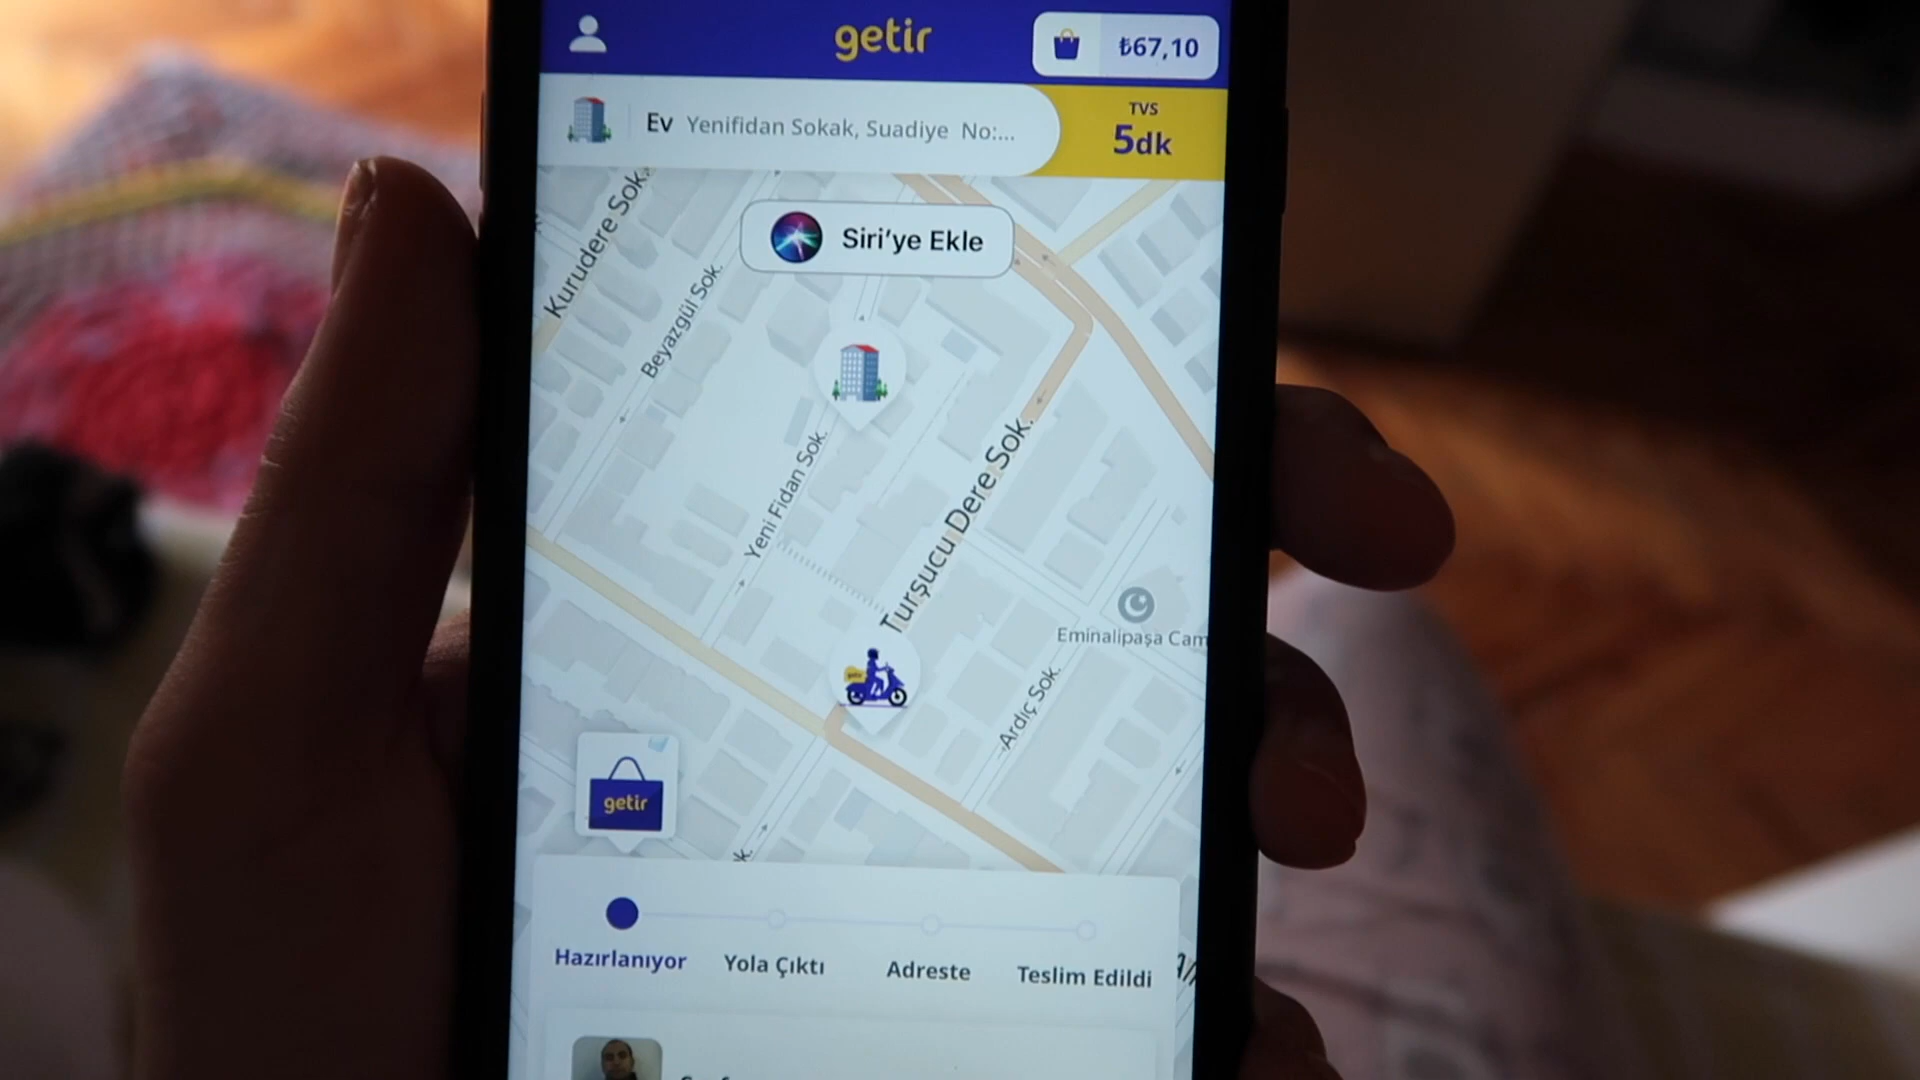 getir
₺67,10
Ev Yenifidan Sokak, Suadiye No:...
TVS
5dk
Siri'ye Ekle
Kurudere Sok.
Beyazgül Sok.
Yeni Fidan Sok.
Turşucu Dere Sok.
Eminalipaşa Cam
Ardıç Sok.
getir
getir
k.
Hazırlanıyor
Yola Çıktı
Adreste
Teslim Edildi